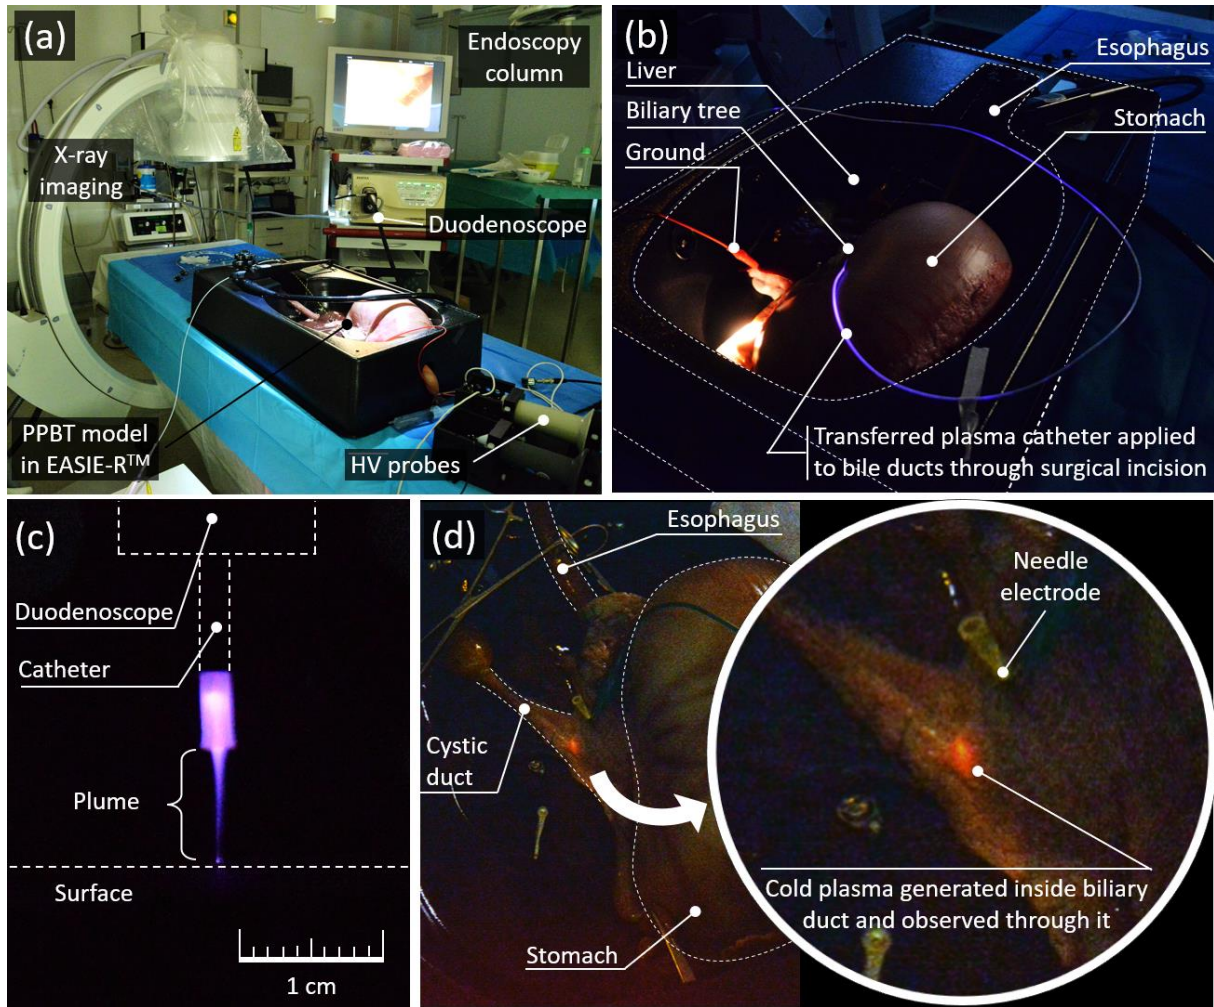 (a)
Endoscopy
column
X-ray
imaging
Duodenoscope
PPBT model
in EASIE-R™
HV probes
(b)
Esophagus
Liver
Biliary tree
Stomach
Ground
Transferred plasma catheter applied
to bile ducts through surgical incision
(c)
Duodenoscope
Catheter
Plume
Surface
1 cm
(d)
Esophagus
Needle
electrode
Cystic
duct
Cold plasma generated inside biliary
duct and observed through it
Stomach